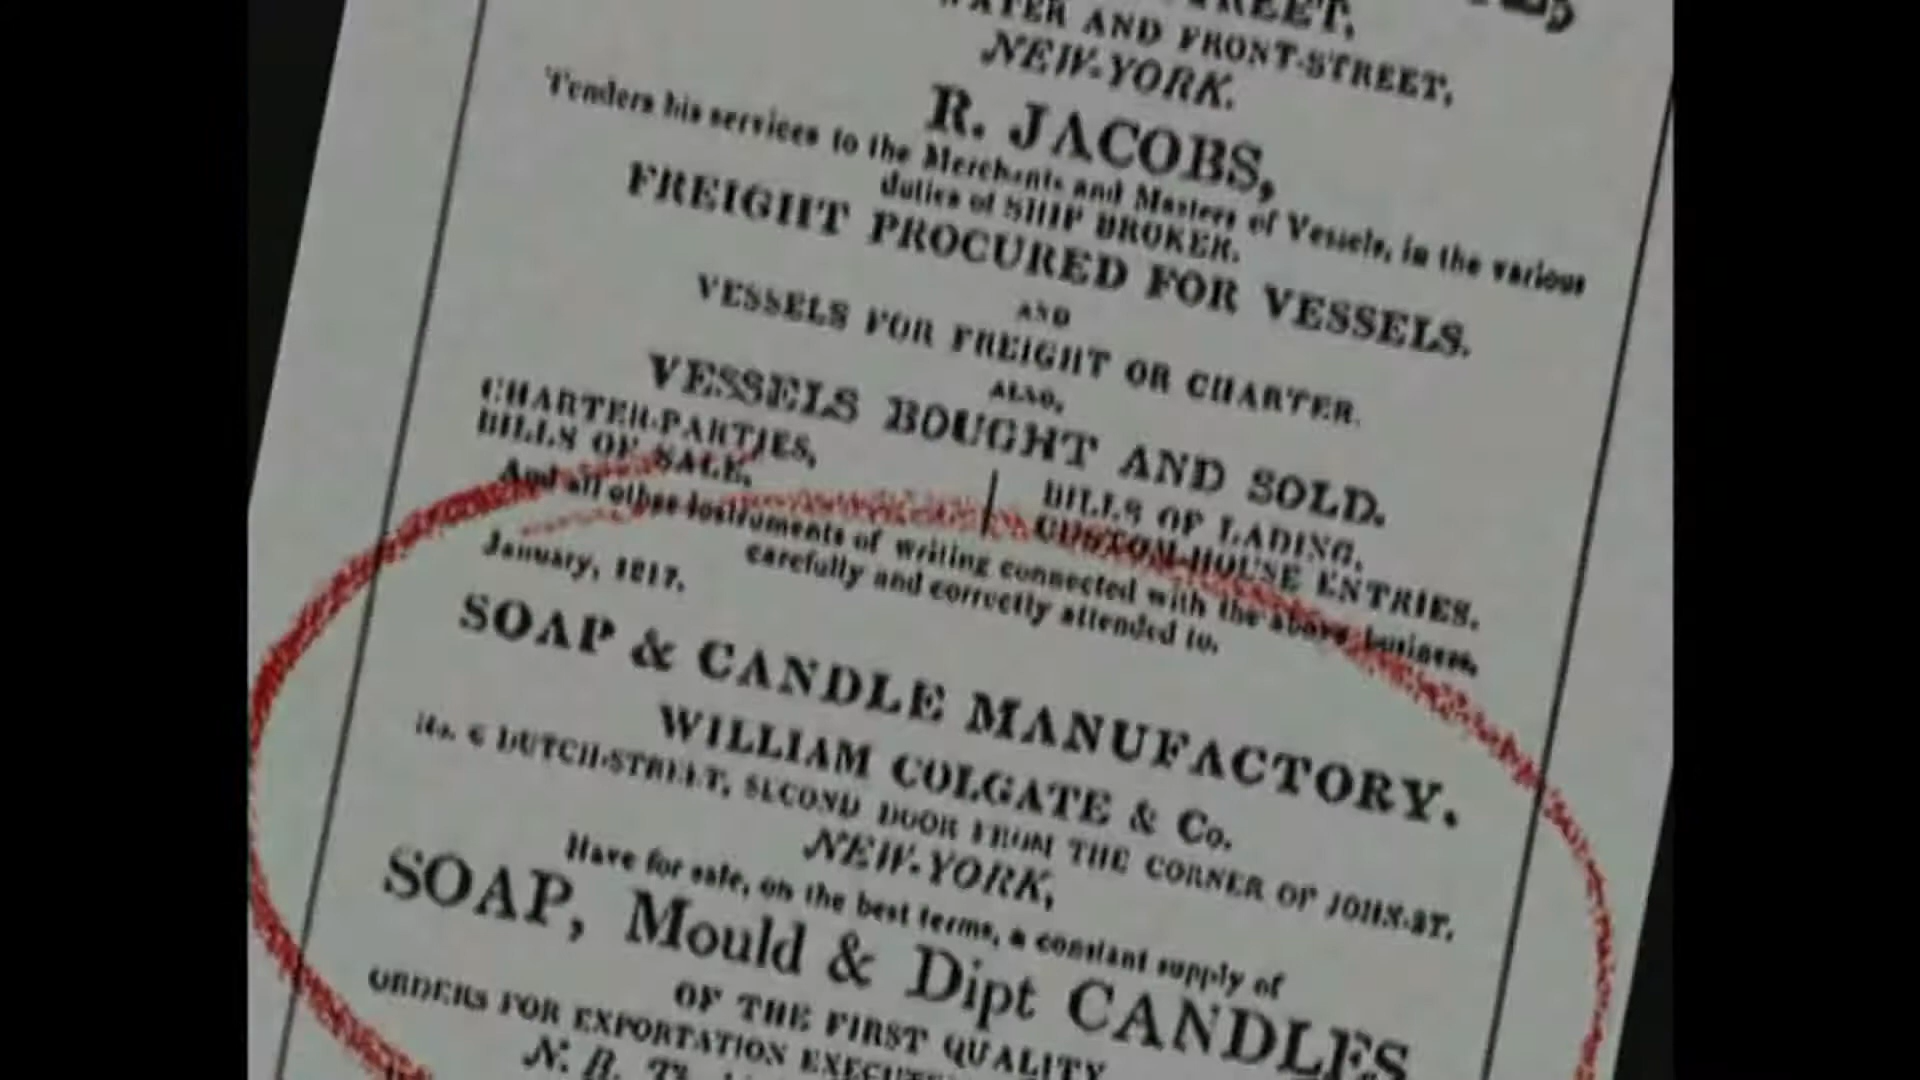 STREET,
WATER AND FRONT-STREET,
NEW-YORK.
R. JACOBS,
Tenders his services to the Merchants and Masters of Vessels, in the various
duties of SHIP BROKER.
FREIGHT PROCURED FOR VESSELS.
AND
VESSELS FOR FREIGHT OR CHARTER.
ALSO,
VESSELS BOUGHT AND SOLD.
CHARTER-PARTIES,
BILLS OF SALE,
BILLS OF LADING,
CUSTOM-HOUSE ENTRIES.
And all other instruments of writing connected with the above business,
carefully and correctly attended to.
January, 1817.
SOAP & CANDLE MANUFACTORY.
WILLIAM COLGATE & Co.
No. 6 DUTCH-STREET, SECOND DOOR FROM THE CORNER OF JOHN-ST.
NEW-YORK,
Have for sale, on the best terms, a constant supply of
SOAP, Mould & Dipt CANDLES
OF THE FIRST QUALITY
ORDERS FOR EXPORTATION
N. B.